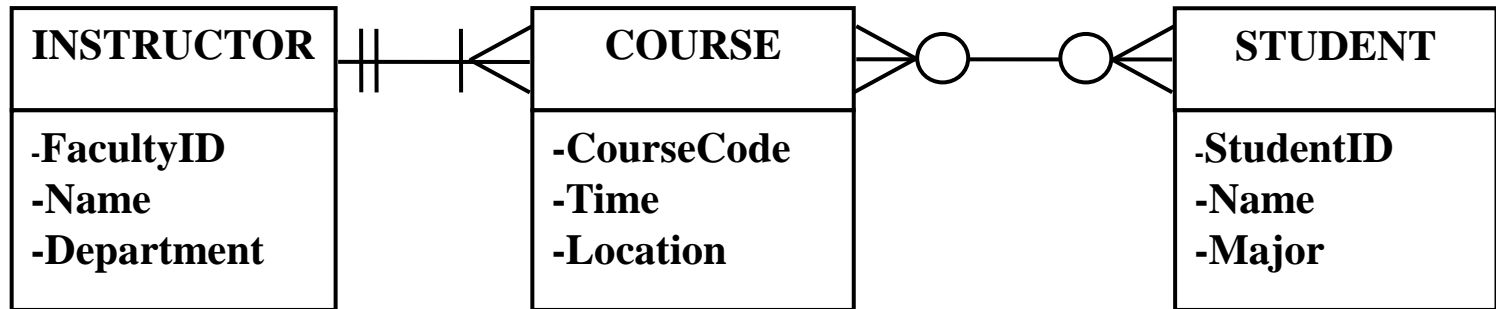 INSTRUCTOR
-FacultyID
-Name
-Department
COURSE
-CourseCode
-Time
-Location
STUDENT
-StudentID
-Name
-Major